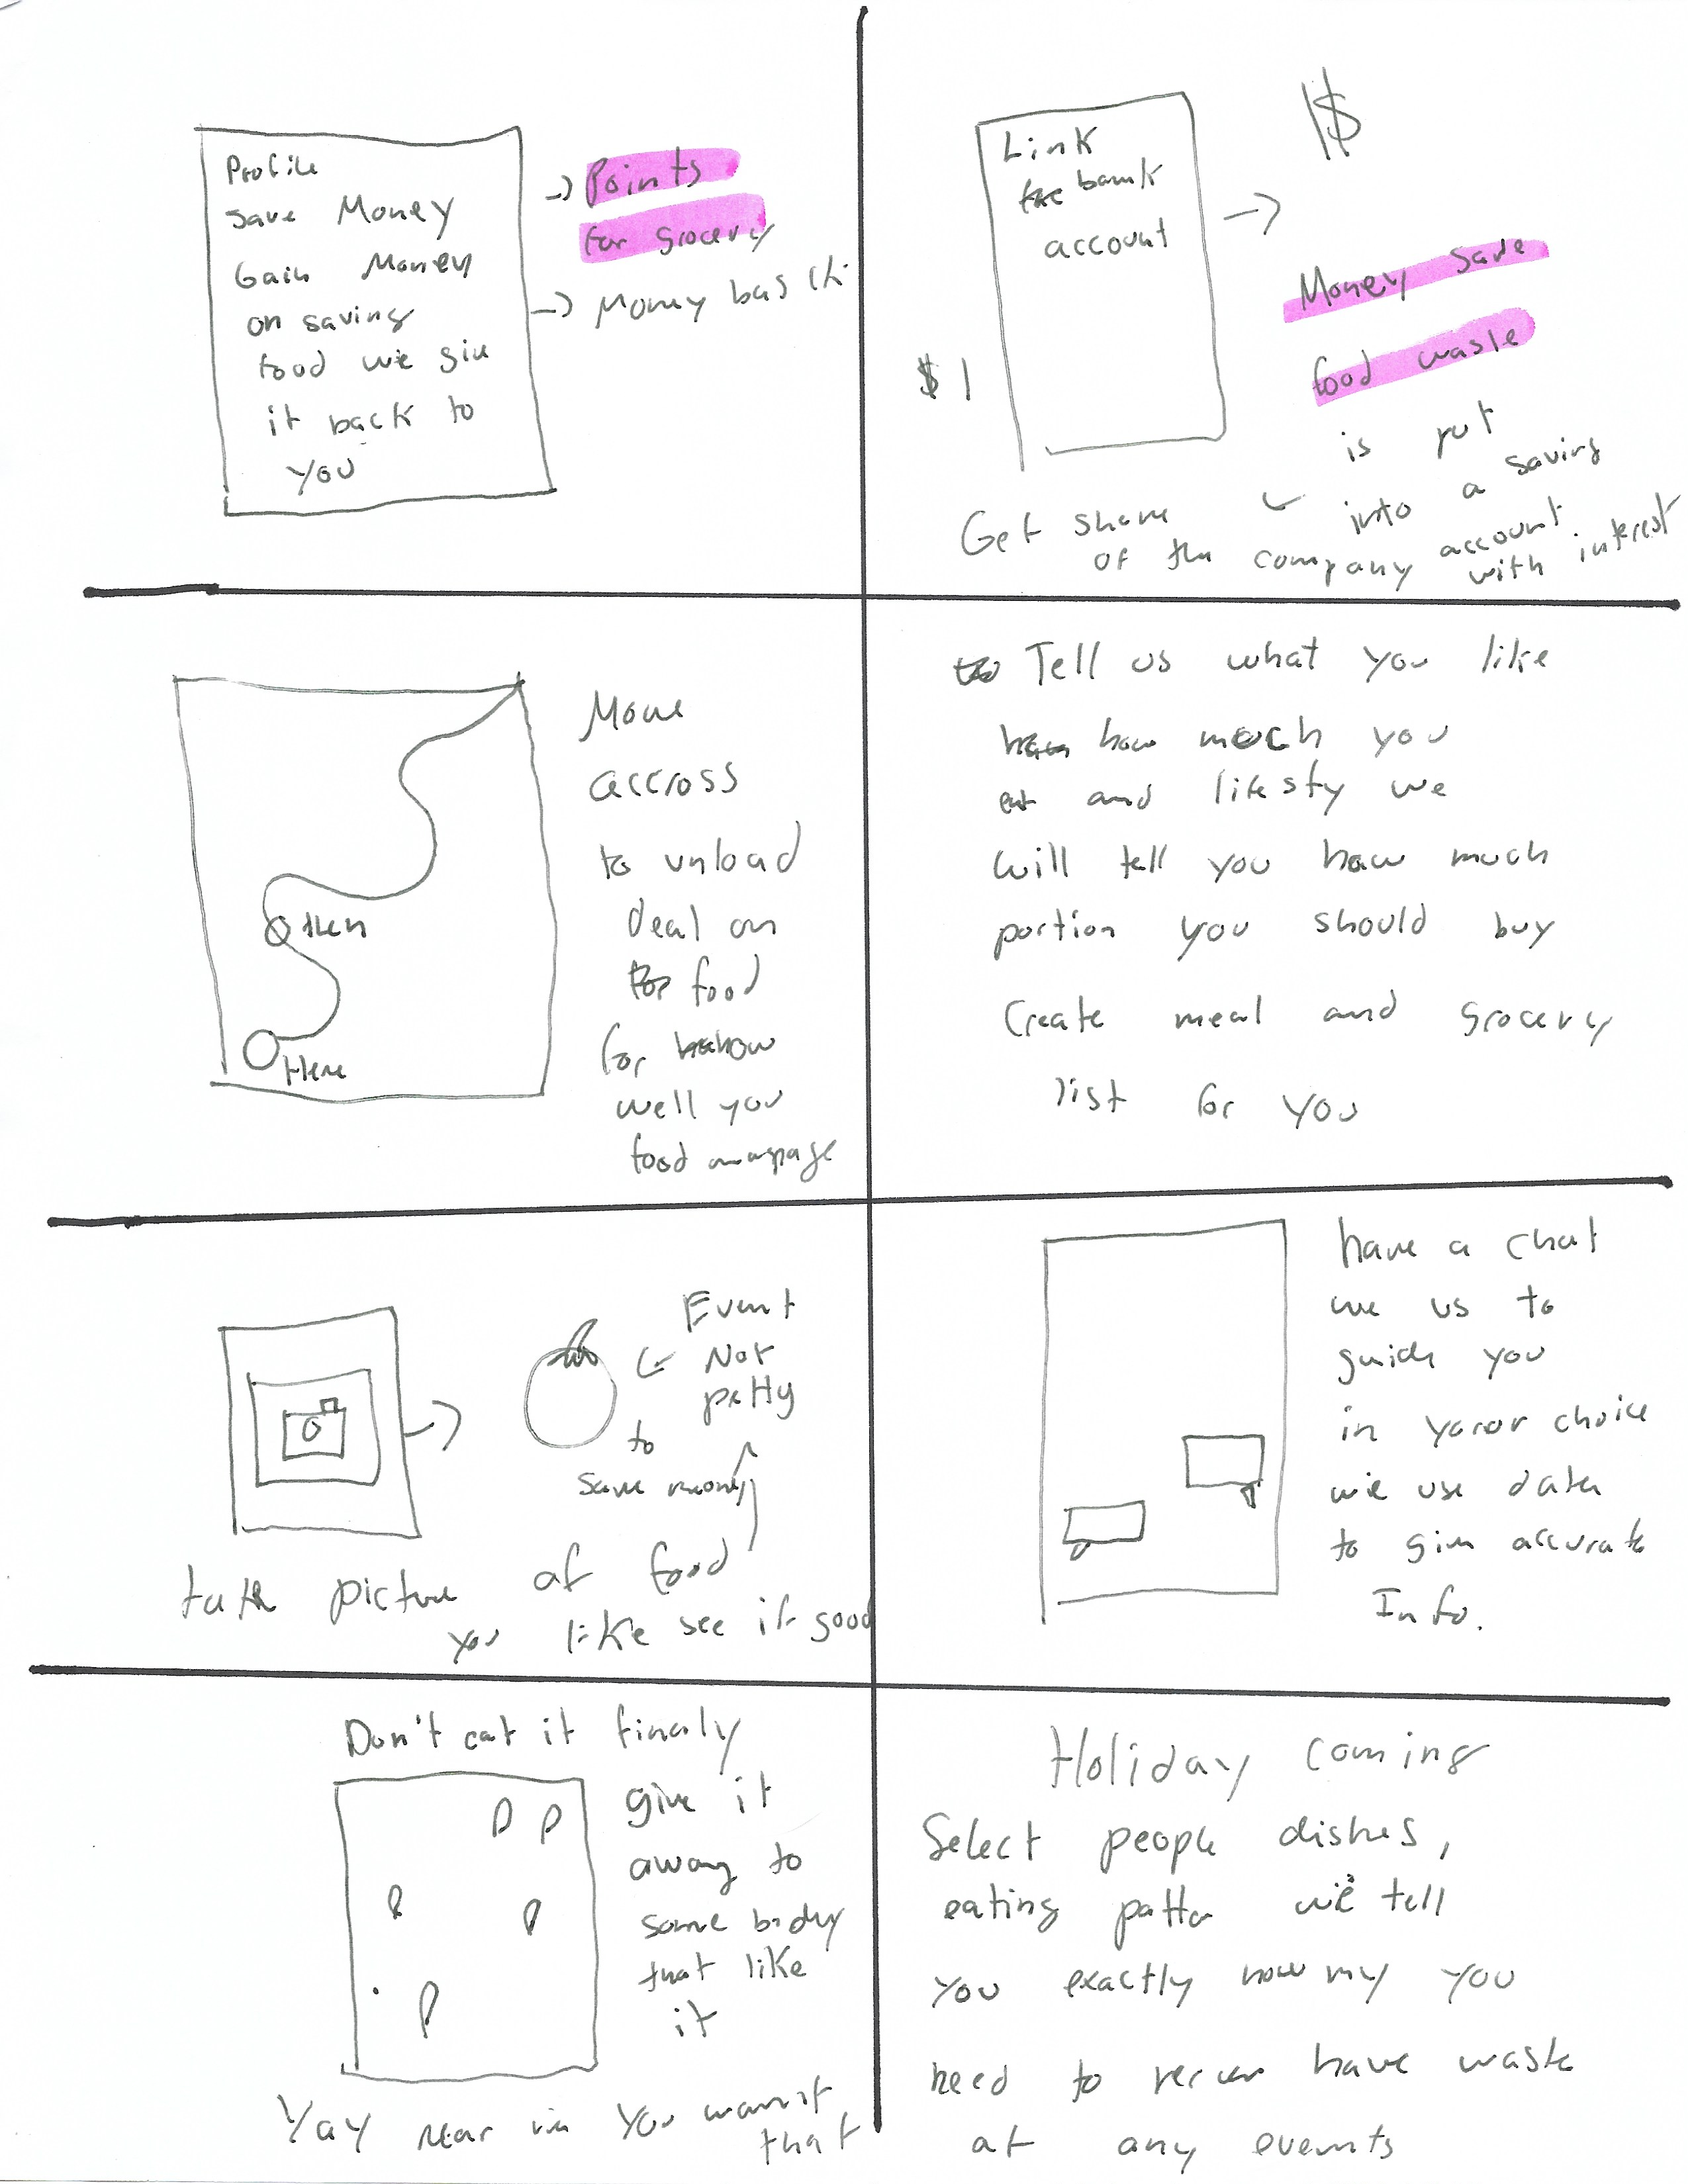 Profile
Save Money
Gain Money
on saving
food we give
it back to
you
→ Points
for grocery
→ Money back
Link
the bank
account
$1
→
$
Money save
food waste
is put
into a saving
account
with interest
Get share
of the company
then
Here
Move
accross
to unload
deal on
food
for how
well you
food manage
Tell us what you like
how much you
eat and lifesty we
will tell you how much
portion you should buy
Create meal and grocery
list for you
Event
Not
petty
to
save money
take picture of food
you like see if good
have a chat
we us to
guide you
in your choice
we use data
to give accurate
Info.
Don't eat it finaly
give it
away to
some body
that like
it
Yay near you want
that
Holiday coming
Select people dishes,
eating we tell
you exactly how my you
need to have waste
at any events